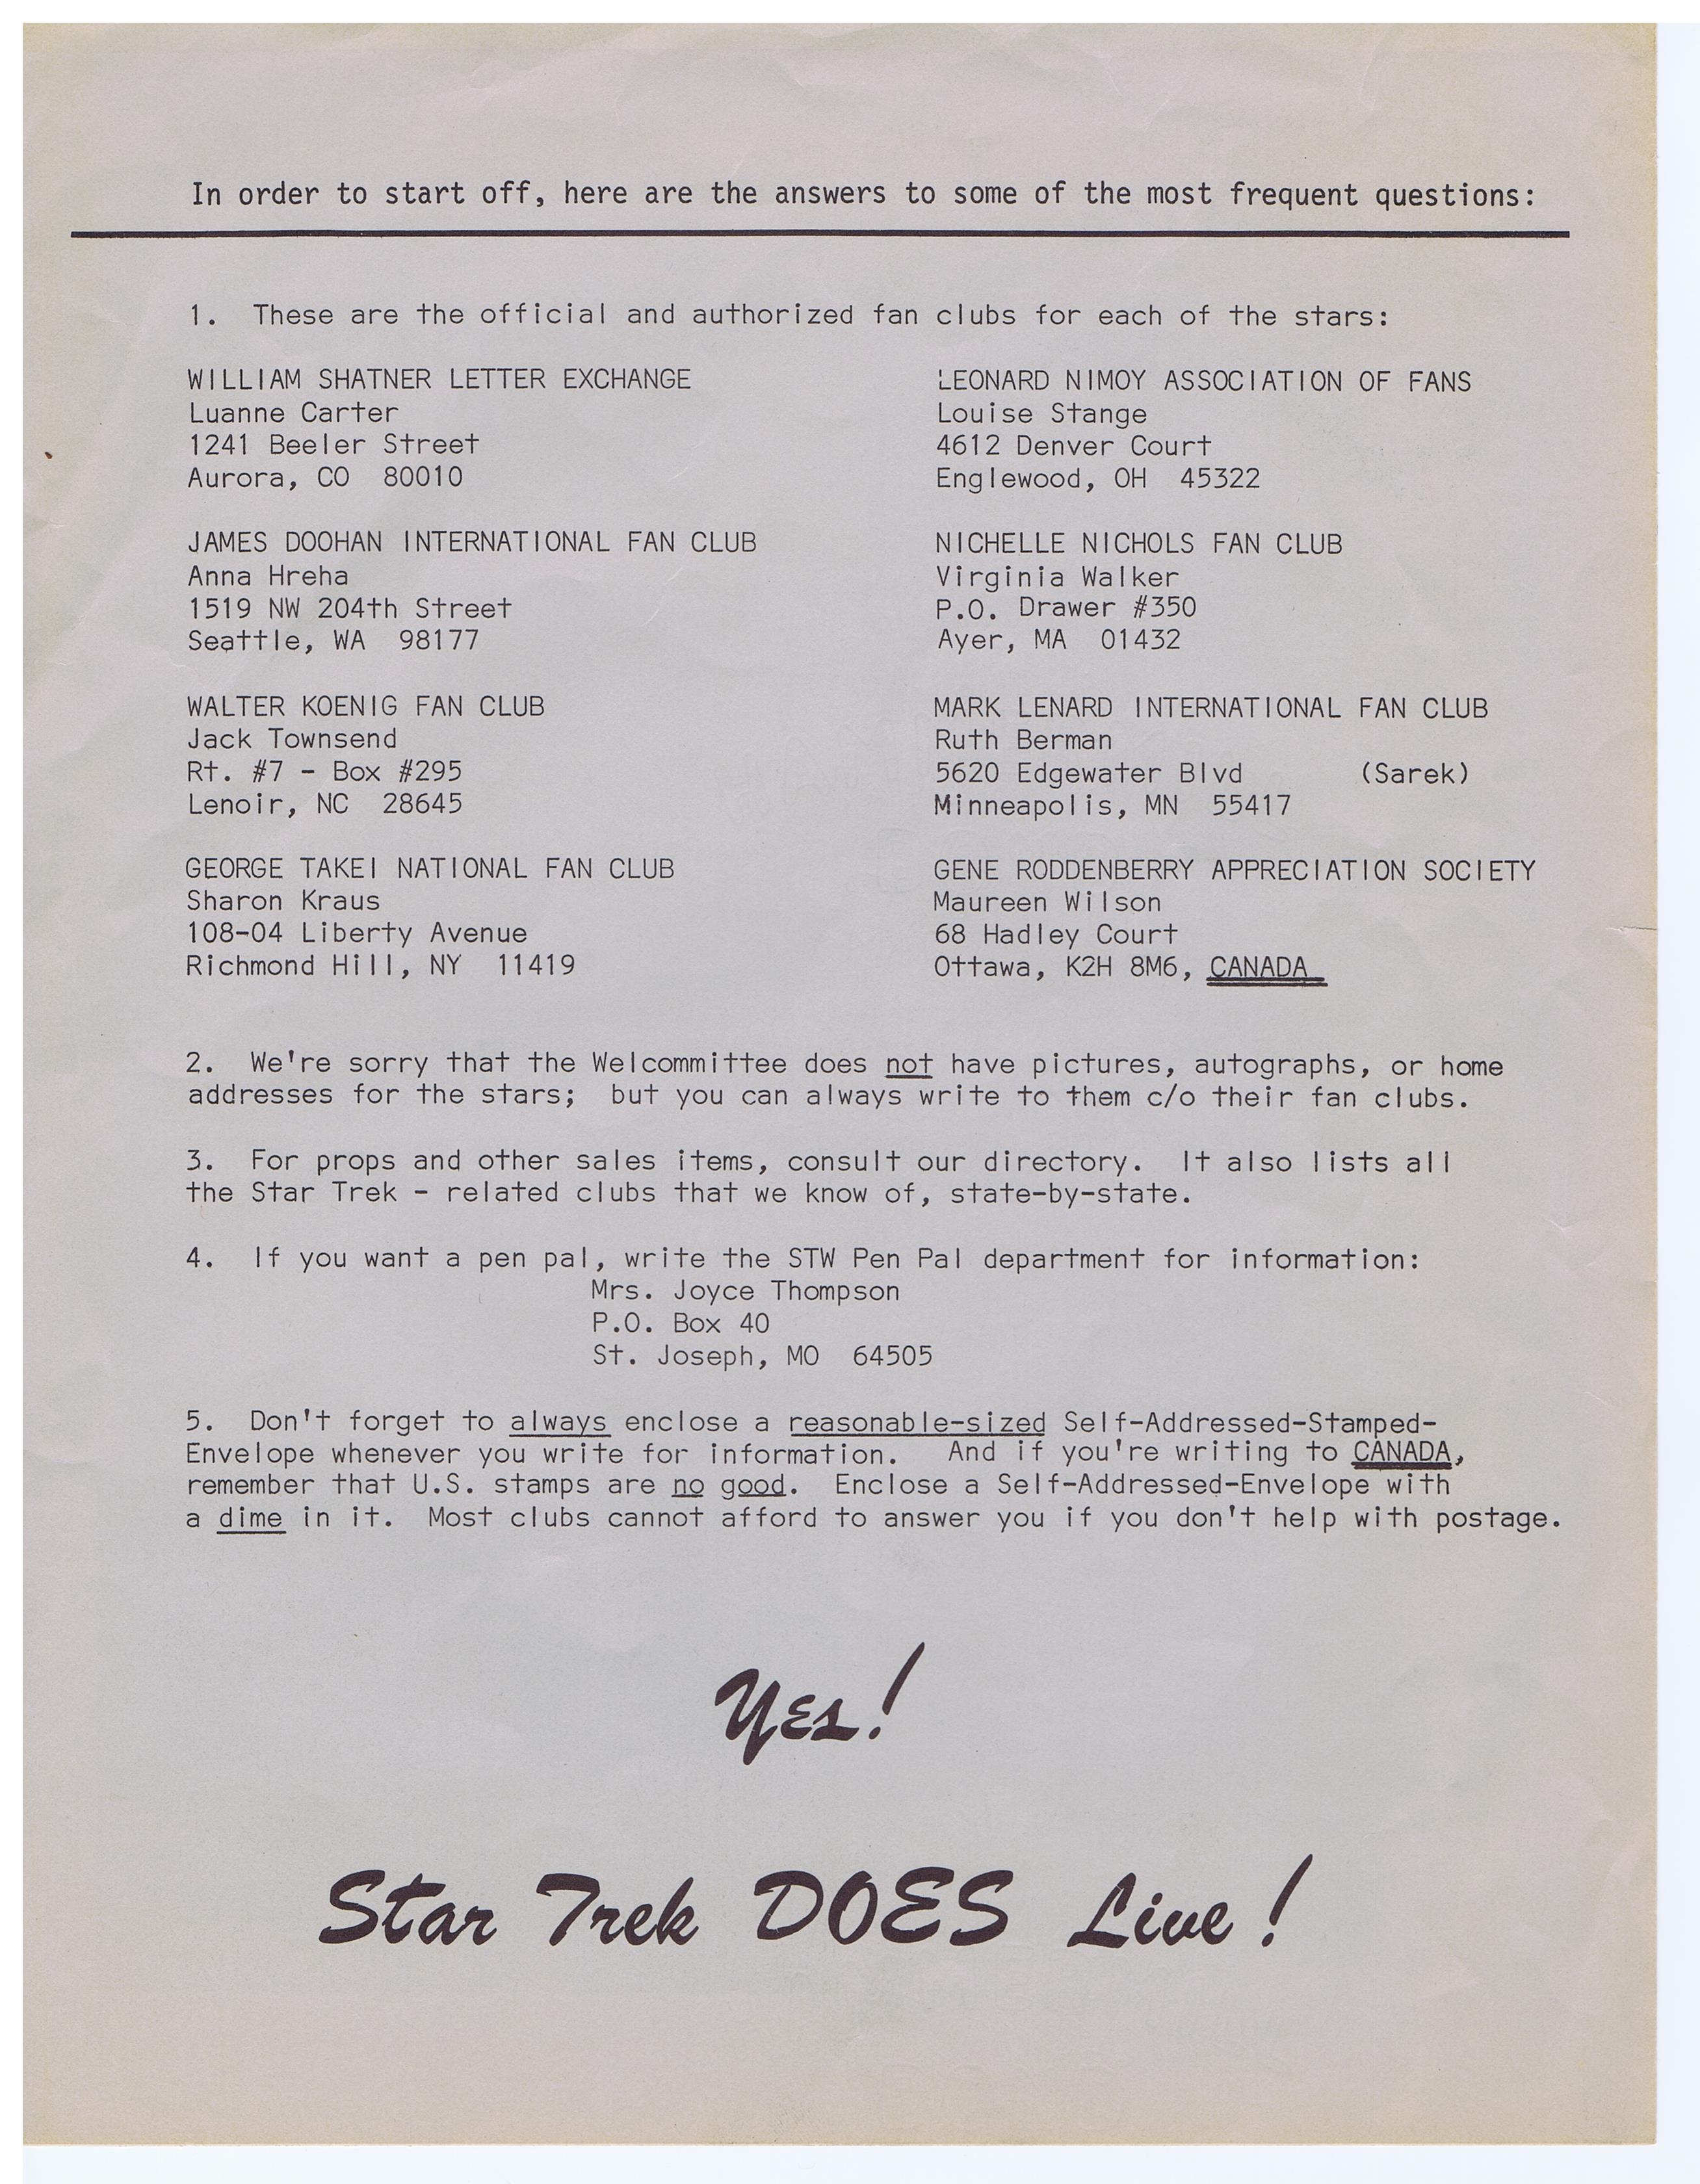 In order to start off, here are the answers to some of the most frequent questions:
1. These are the official and authorized fan clubs for each of the stars:
WILLIAM SHATNER LETTER EXCHANGE
Luanne Carter
1241 Beeler Street
Aurora, CO 80010
LEONARD NIMOY ASSOCIATION OF FANS
Louise Stange
4612 Denver Court
Englewood, OH 45322
JAMES DOOHAN INTERNATIONAL FAN CLUB
Anna Hreha
1519 NW 204th Street
Seattle, WA 98177
NICHELLE NICHOLS FAN CLUB
Virginia Walker
P.O. Drawer #350
Ayer, MA 01432
WALTER KOENIG FAN CLUB
Jack Townsend
Rt. #7 - Box #295
Lenoir, NC 28645
MARK LENARD INTERNATIONAL FAN CLUB
Ruth Berman
5620 Edgewater Blvd (Sarek)
Minneapolis, MN 55417
GEORGE TAKEI NATIONAL FAN CLUB
Sharon Kraus
108-04 Liberty Avenue
Richmond Hill, NY 11419
GENE RODDENBERRY APPRECIATION SOCIETY
Maureen Wilson
68 Hadley Court
Ottawa, K2H 8M6, CANADA
2. We're sorry that the Welcommittee does not have pictures, autographs, or home
addresses for the stars; but you can always write to them c/o their fan clubs.
3. For props and other sales items, consult our directory. It also lists all
the Star Trek - related clubs that we know of, state-by-state.
4. If you want a pen pal, write the STW Pen Pal department for information:
Mrs. Joyce Thompson
P.O. Box 40
St. Joseph, MO 64505
5. Don't forget to always enclose a reasonable-sized Self-Addressed-Stamped-
Envelope whenever you write for information. And if you're writing to CANADA,
remember that U.S. stamps are no good. Enclose a Self-Addressed-Envelope with
a dime in it. Most clubs cannot afford to answer you if you don't help with postage.
Yes!
Star Trek DOES Live!